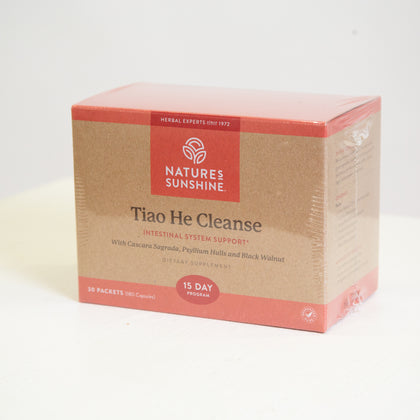 HERBAL EXPERTS since 1972
NATURE'S
SUNSHINE
Tiao He Cleanse
INTESTINAL SYSTEM SUPPORT*
With Cascara Sagrada, Psyllium Hulls and Black Walnut
DIETARY SUPPLEMENT
15 DAY
PROGRAM
30 PACKETS (180 Capsules)